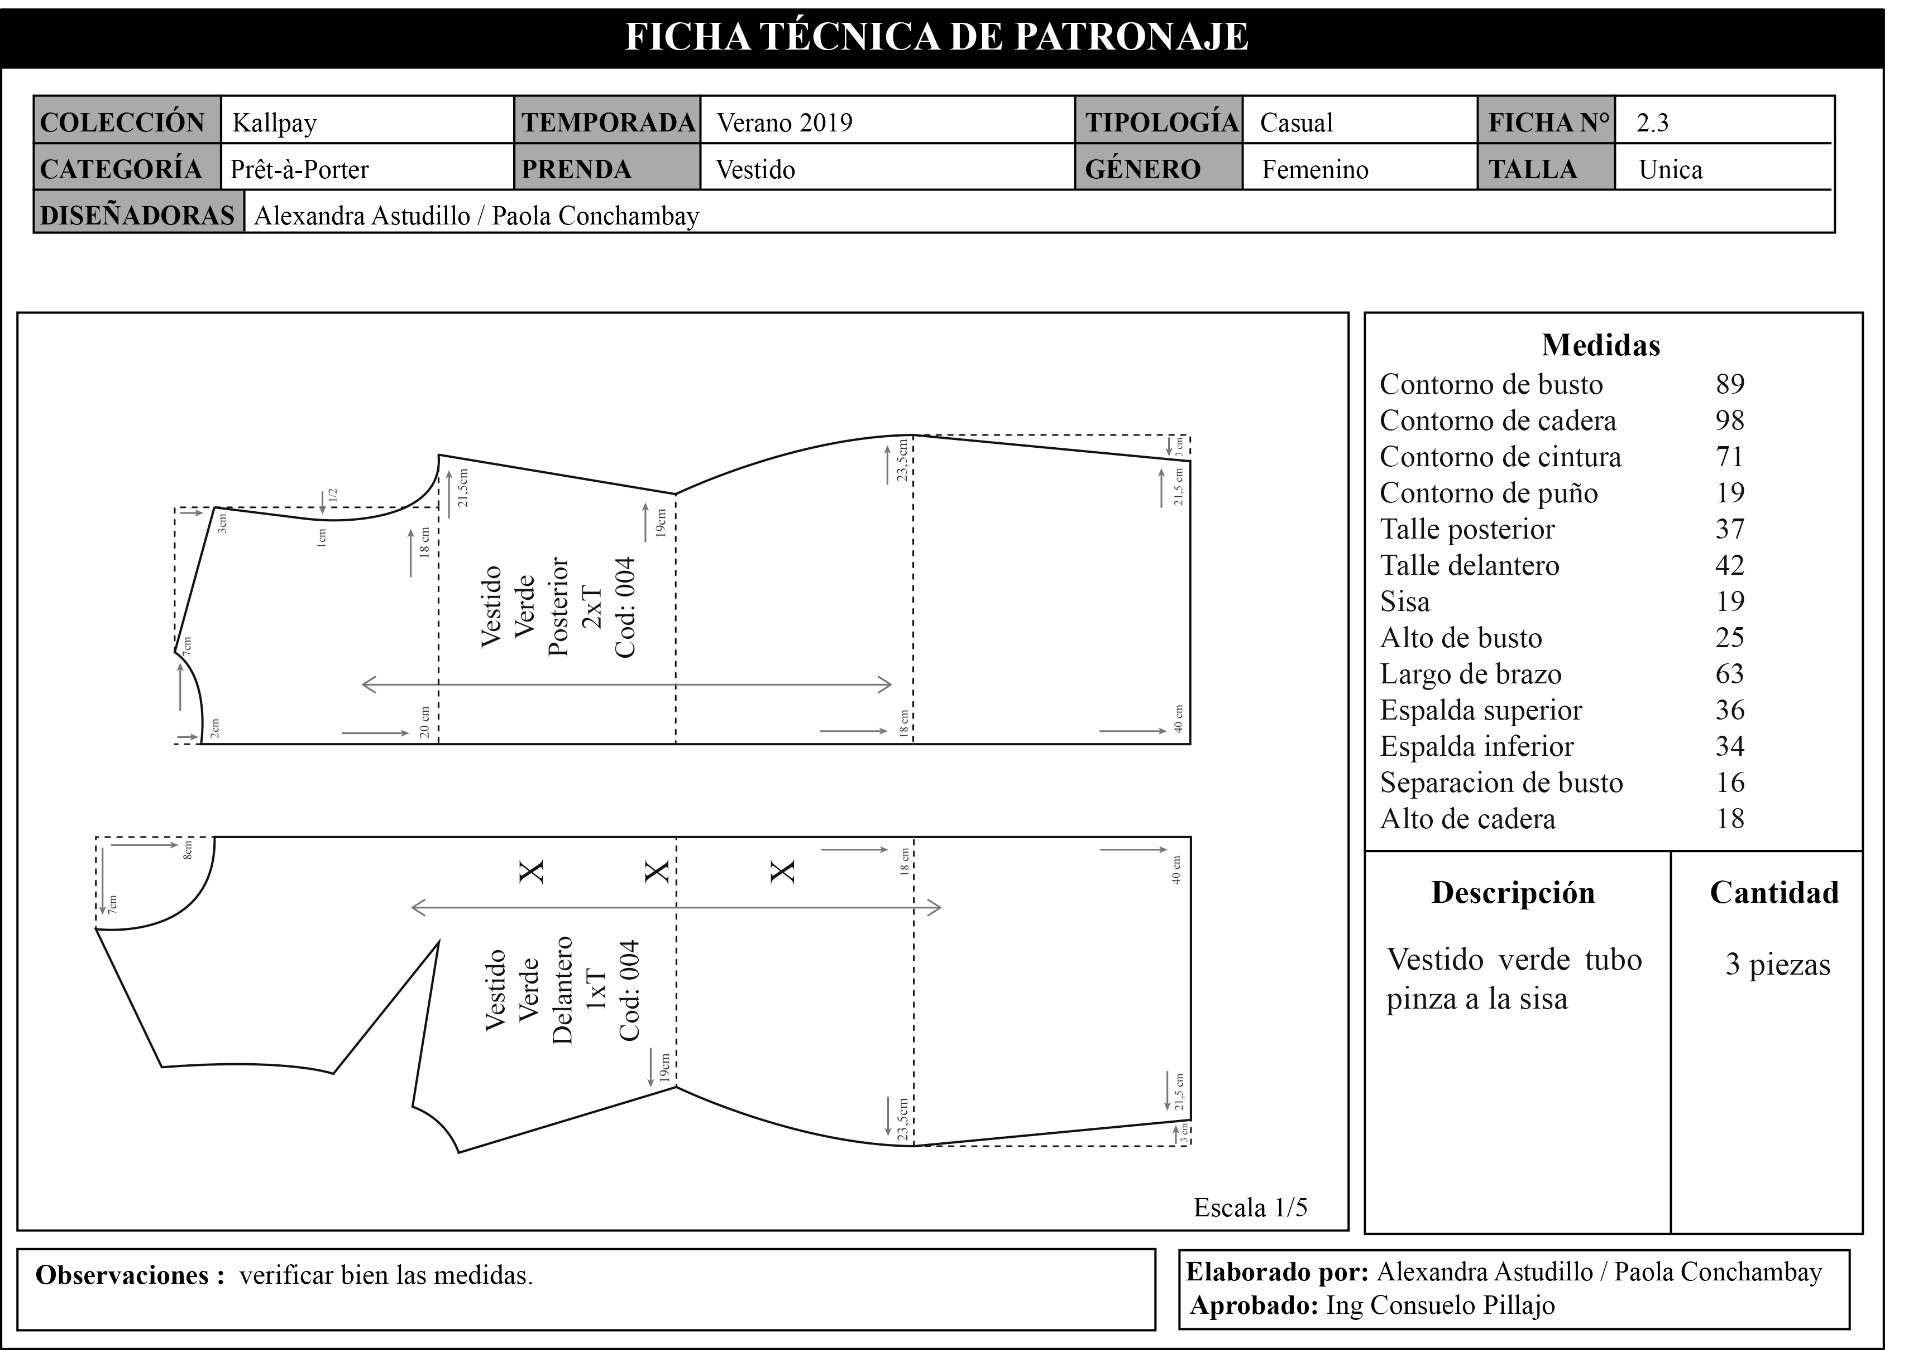 FICHA TÉCNICA DE PATRONAJE
COLECCIÓN Kallpay TEMPORADA Verano 2019 TIPOLOGÍA Casual FICHA N° 2.3
CATEGORÍA Prêt-à-Porter PRENDA Vestido GÉNERO Femenino TALLA Unica
DISEÑADORAS Alexandra Astudillo / Paola Conchambay
3cm
1/2
1cm
18 cm
21,5cm
19cm
23,5cm
3 cm
21,5 cm
7cm
2cm
20 cm
18 cm
40 cm
Vestido
Verde
Posterior
2xT
Cod: 004
8cm
7cm
X X X
18 cm
40 cm
Vestido
Verde
Delantero
1xT
Cod: 004
19cm
23,5cm
21,5 cm
3 cm
Escala 1/5
Medidas
Contorno de busto 89
Contorno de cadera 98
Contorno de cintura 71
Contorno de puño 19
Talle posterior 37
Talle delantero 42
Sisa 19
Alto de busto 25
Largo de brazo 63
Espalda superior 36
Espalda inferior 34
Separacion de busto 16
Alto de cadera 18
Descripción Cantidad
Vestido verde tubo 3 piezas
pinza a la sisa
Observaciones : verificar bien las medidas.
Elaborado por: Alexandra Astudillo / Paola Conchambay
Aprobado: Ing Consuelo Pillajo